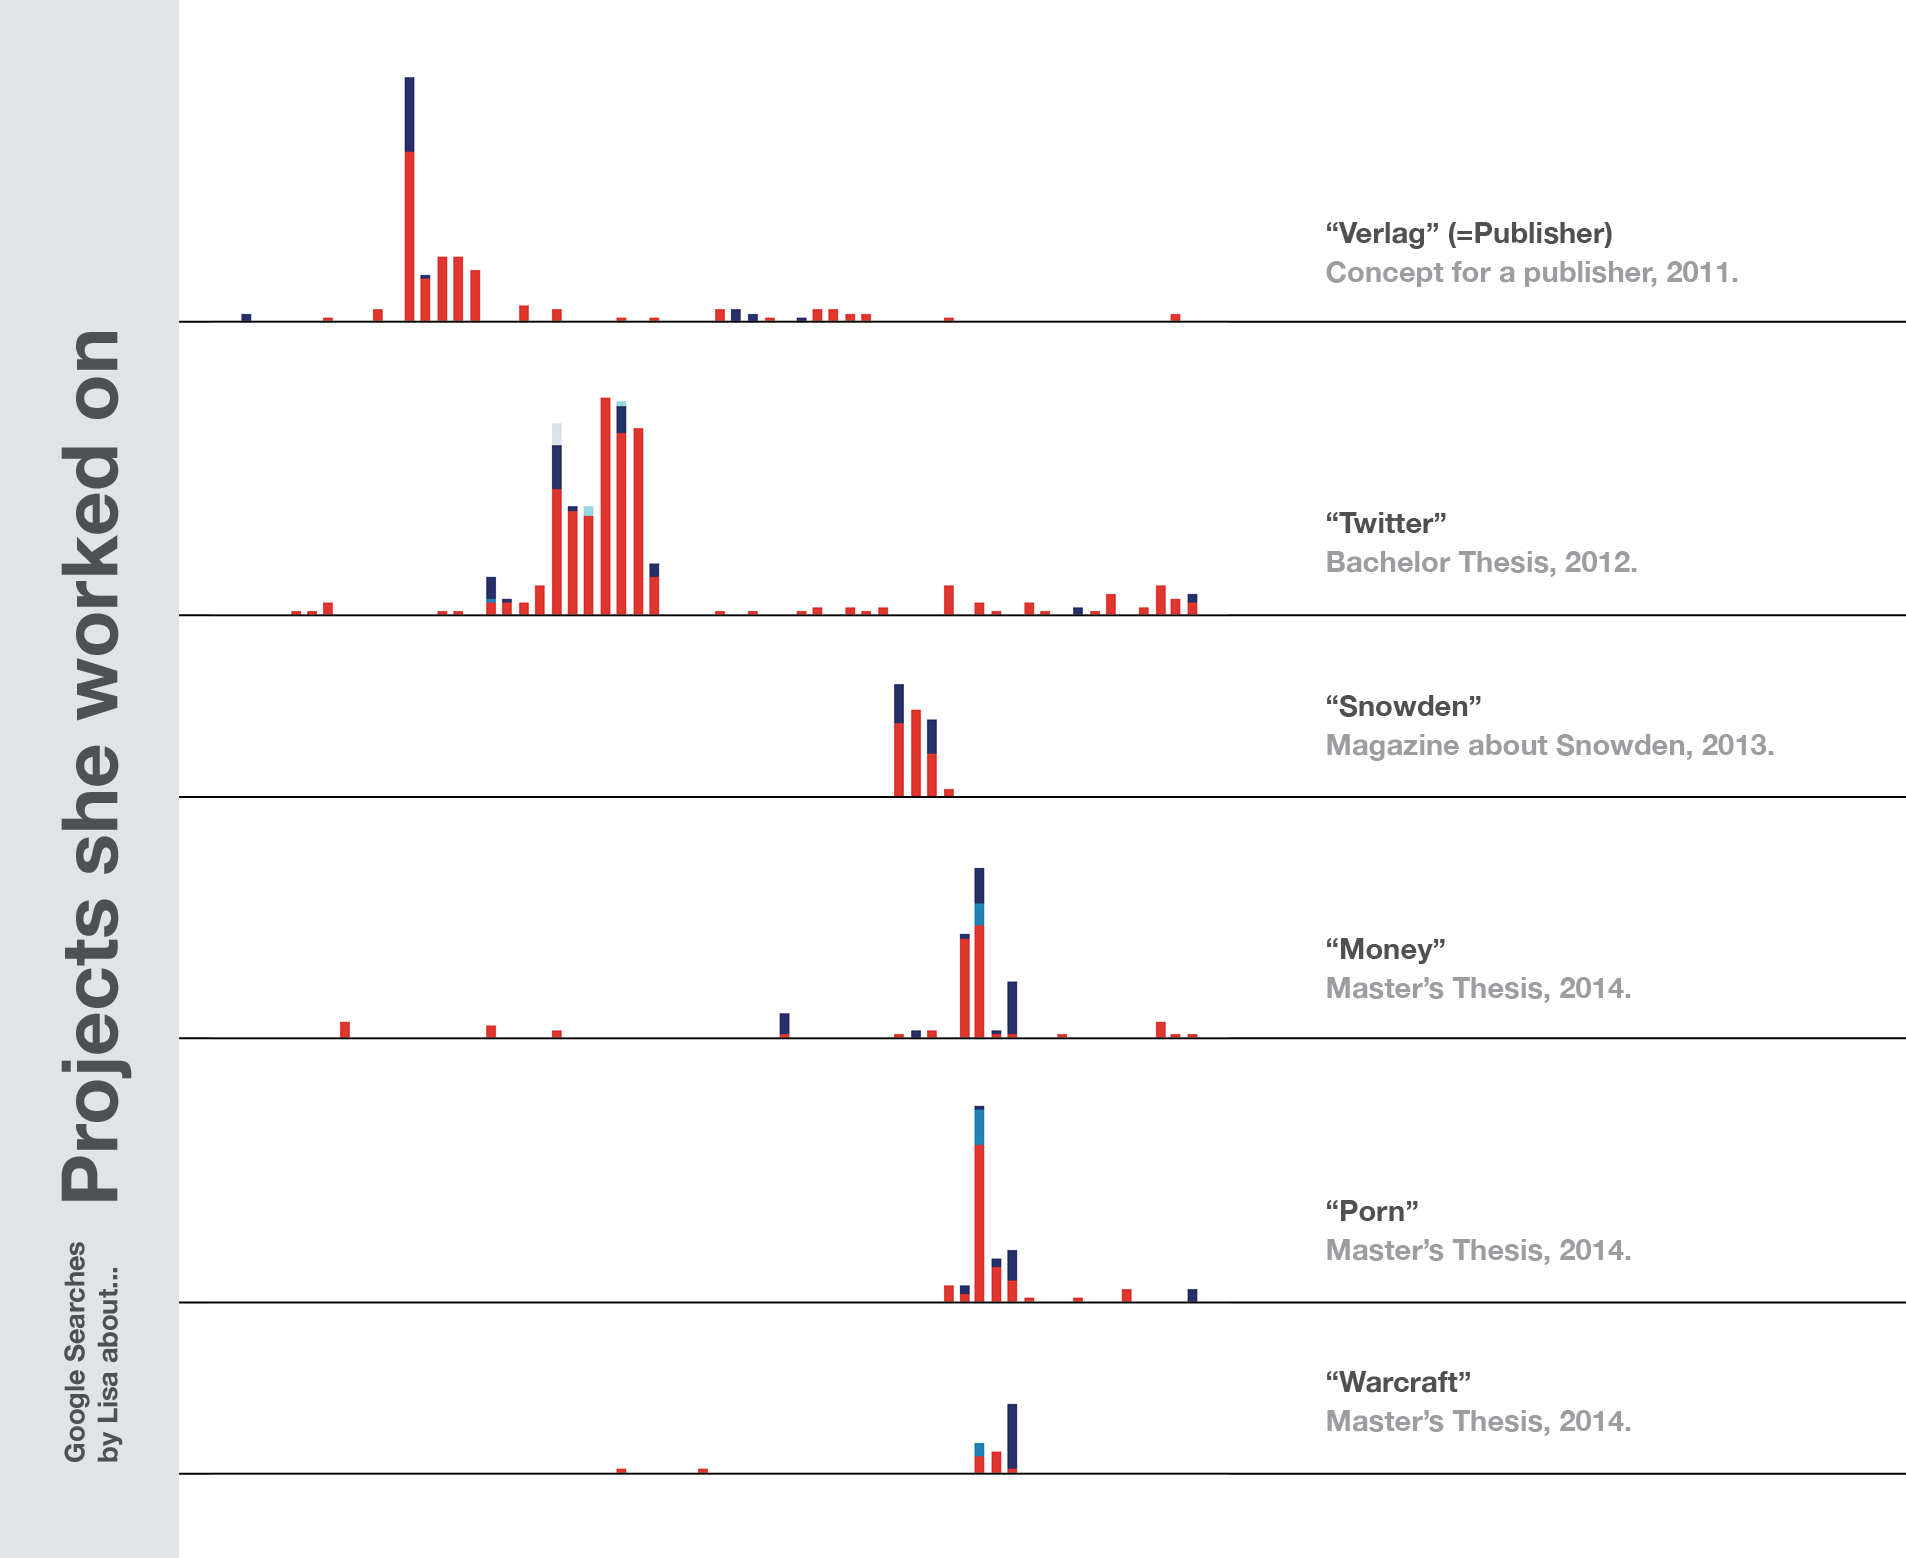 Google Searches
by Lisa about...
Projects she worked on
“Verlag” (=Publisher)
Concept for a publisher, 2011.
“Twitter”
Bachelor Thesis, 2012.
“Snowden”
Magazine about Snowden, 2013.
“Money”
Master’s Thesis, 2014.
“Porn”
Master’s Thesis, 2014.
“Warcraft”
Master’s Thesis, 2014.